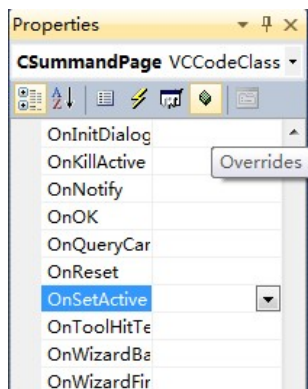 Properties
CSummandPage VCCodeClass
OnInitDialog
OnKillActive
Overrides
OnNotify
OnOK
OnQueryCar
OnReset
OnSetActive
OnToolHitTe
OnWizardBa
OnWizardFir